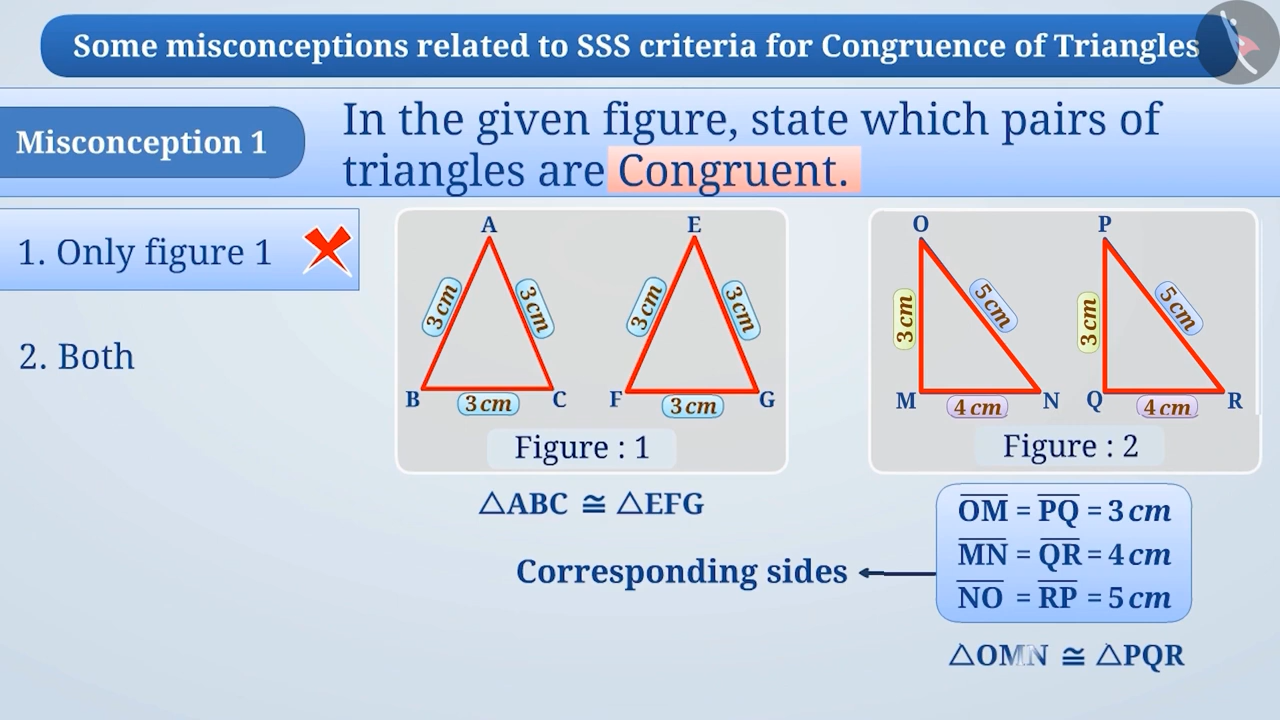 Some misconceptions related to SSS criteria for Congruence of Triangles
Misconception 1
In the given figure, state which pairs of
triangles are Congruent.
1. Only figure 1
2. Both
A
3 cm
3 cm
B
3 cm
C
E
3 cm
3 cm
F
3 cm
G
Figure : 1
O
3 cm
5 cm
M
4 cm
N
P
3 cm
5 cm
Q
4 cm
R
Figure : 2
△ABC ≅ △EFG
OM = PQ = 3 cm
MN = QR = 4 cm
NO = RP = 5 cm
Corresponding sides
△OMN ≅ △PQR